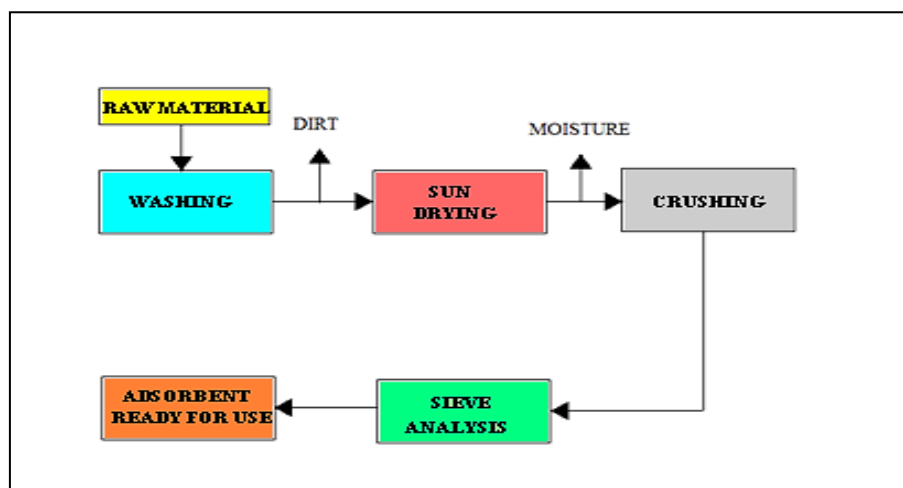 RAW MATERIAL
DIRT
MOISTURE
WASHING
SUN
DRYING
CRUSHING
ADSORBENT
READY FOR USE
SIEVE
ANALYSIS